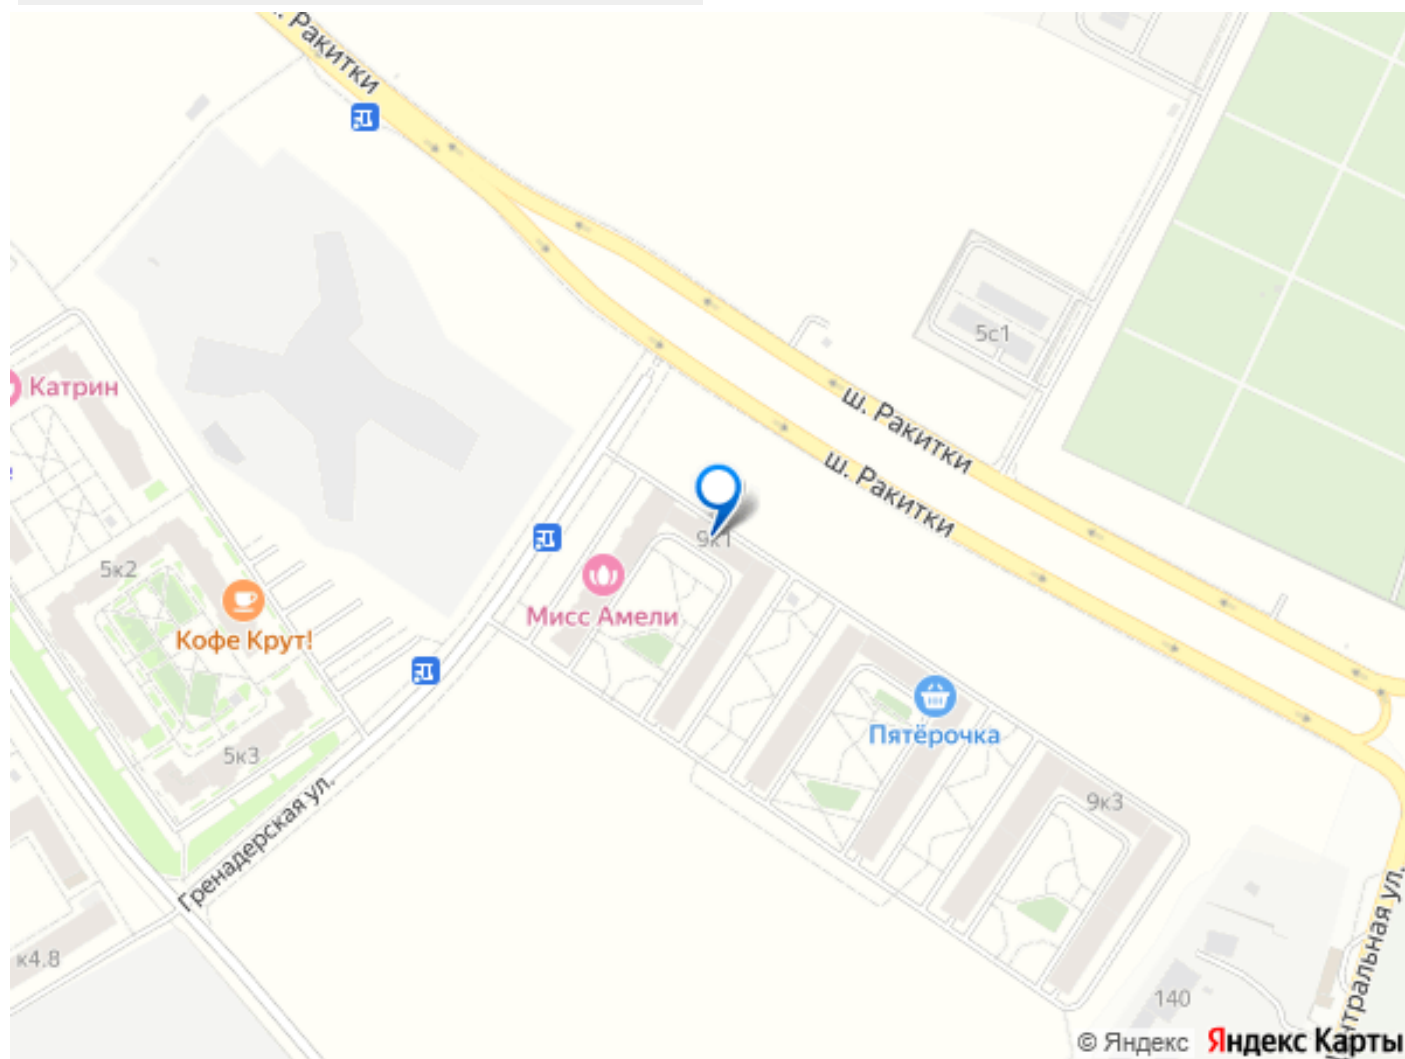 ш. Ракитки
Катрин
5с1
ш. Ракитки
ш. Ракитки
9к1
5к2
Мисс Амели
Кофе Крут!
Пятёрочка
5к3
9к3
Гренадерская ул.
к4.8
140
нтральная ул.
© Яндекс Яндекс Карты